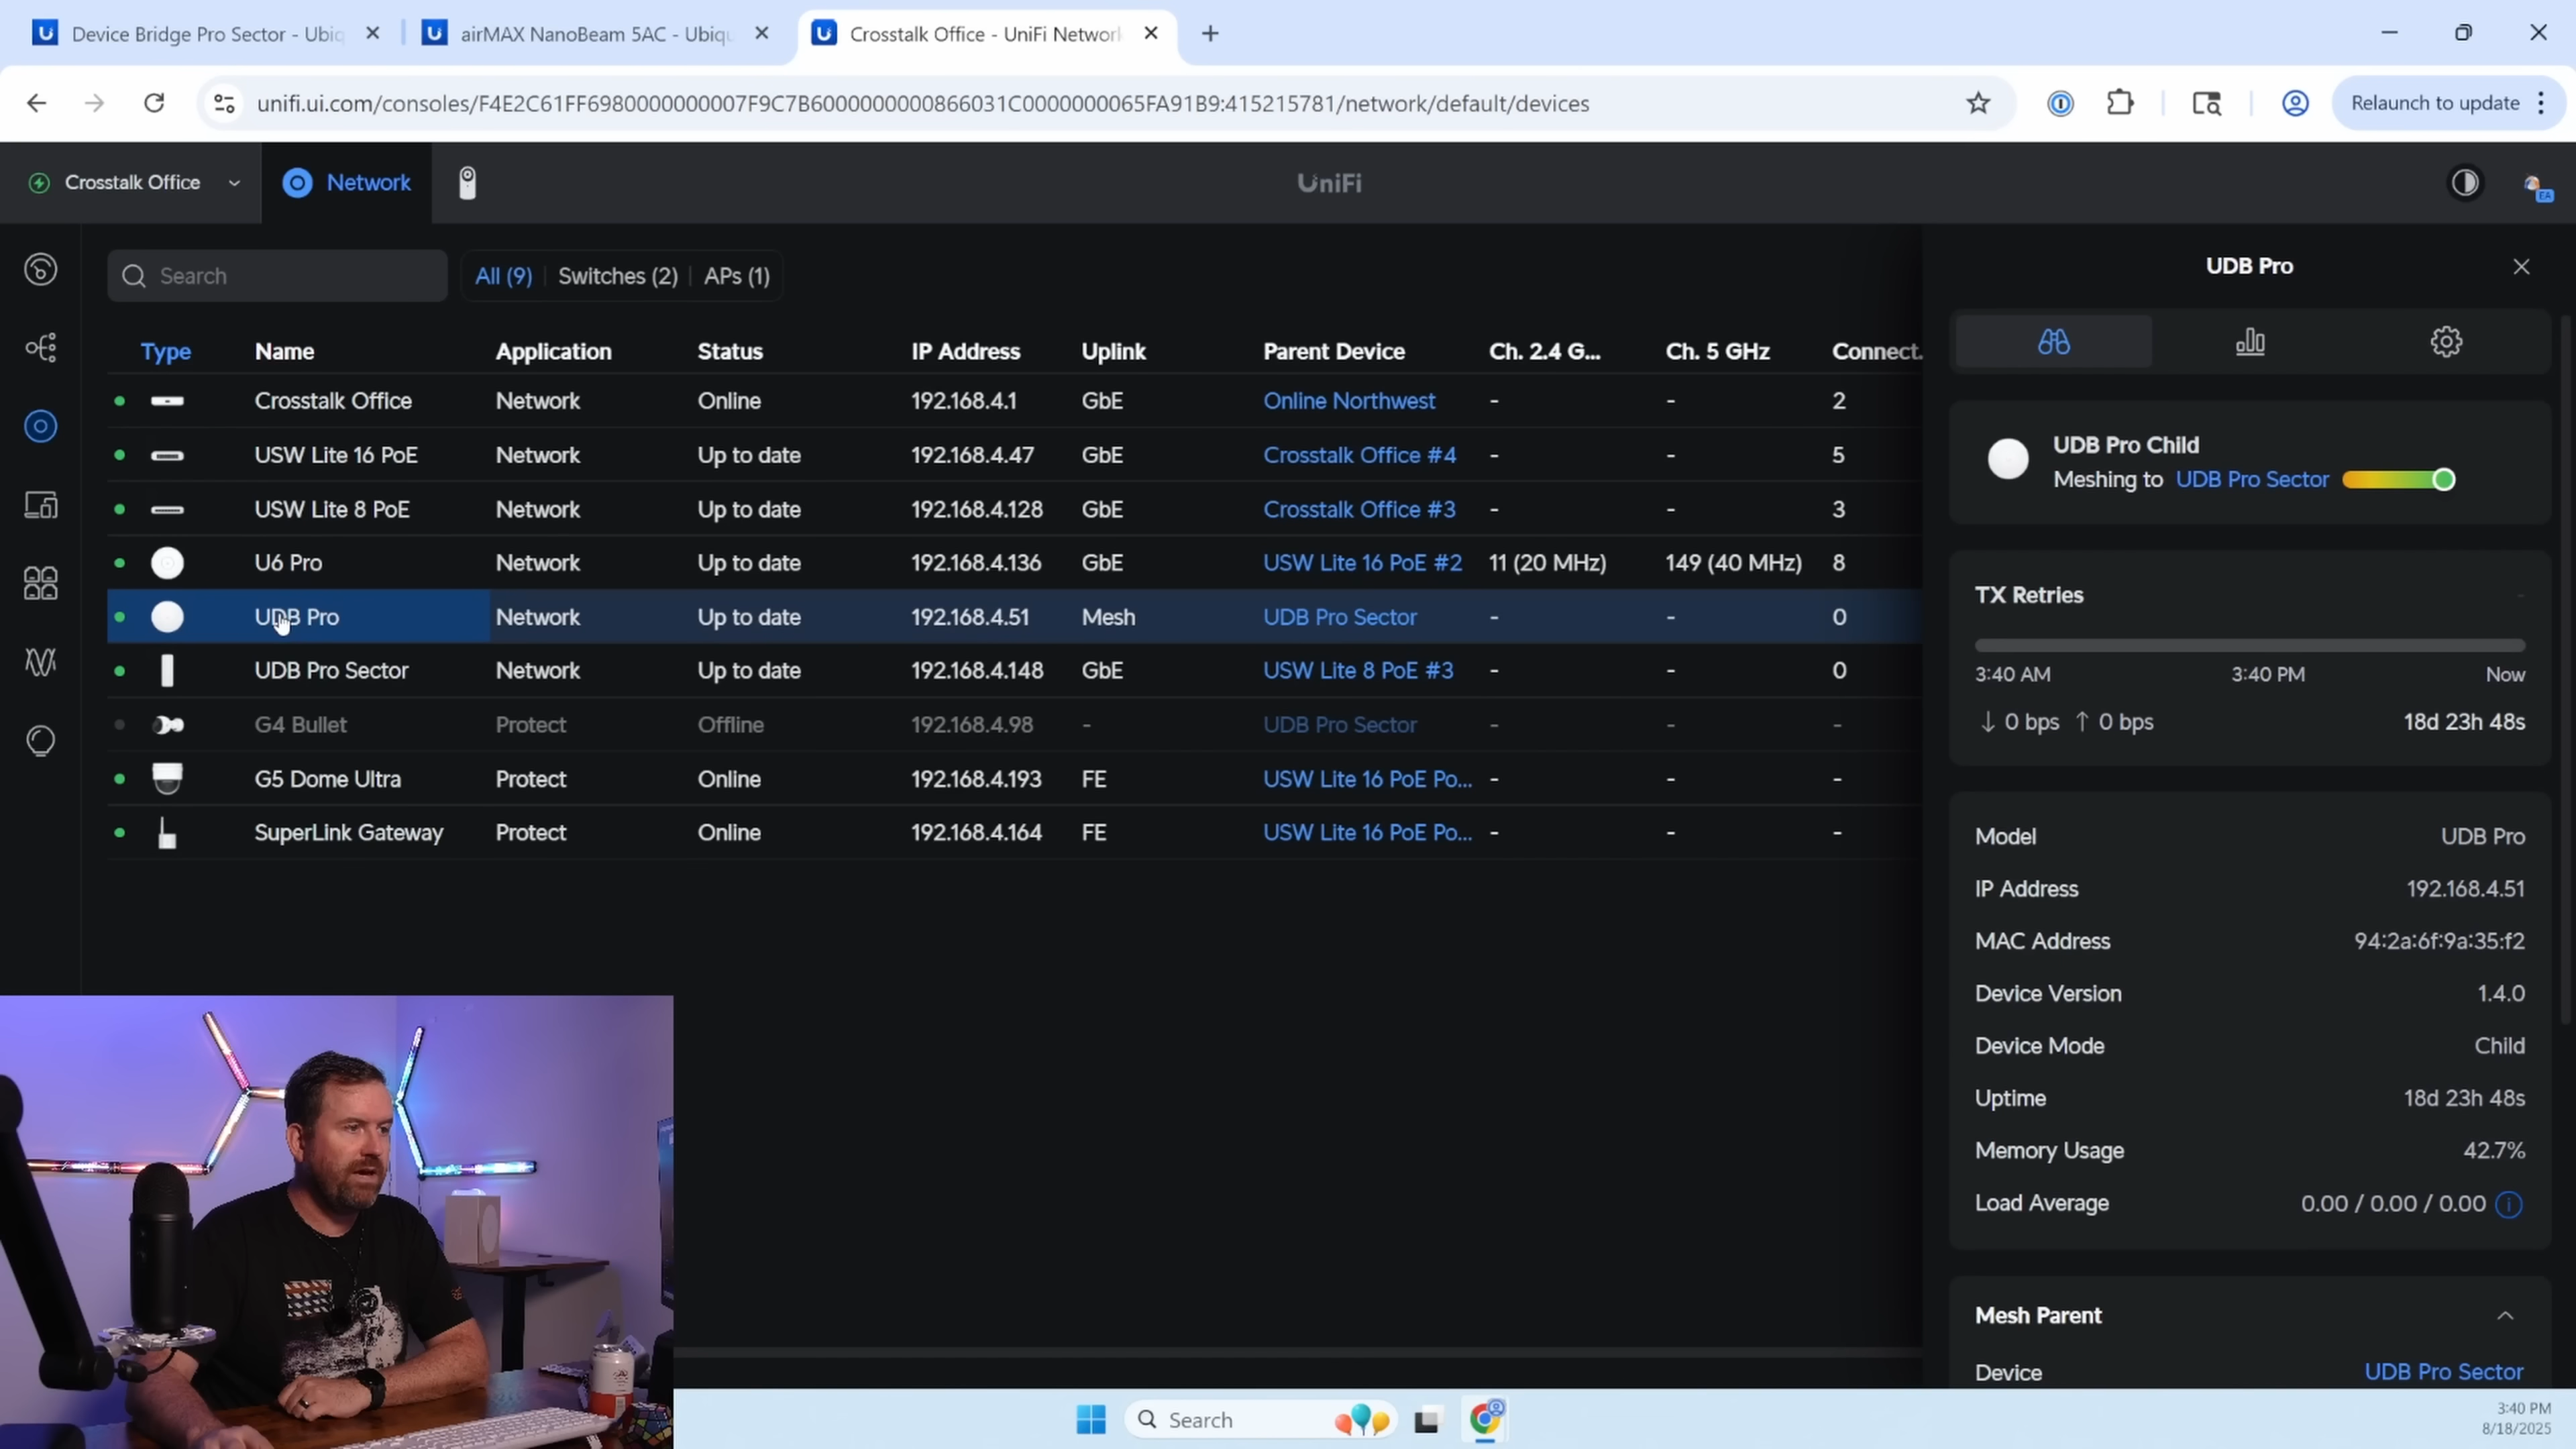 Device Bridge Pro Sector - Ubiq
airMAX NanoBeam 5AC - Ubiqu
Crosstalk Office - UniFi Network
unifi.ui.com/consoles/F4E2C61FF6980000000007F9C7B6000000000866031C0000000065FA91B9:415215781/network/default/devices
Relaunch to update
Crosstalk Office
Network
UniFi
EA
Search
All (9) | Switches (2) | APs (1)
Type Name Application Status IP Address Uplink Parent Device Ch. 2.4 G... Ch. 5 GHz Connect.
Crosstalk Office Network Online 192.168.4.1 GbE Online Northwest - - 2
USW Lite 16 PoE Network Up to date 192.168.4.47 GbE Crosstalk Office #4 - - 5
USW Lite 8 PoE Network Up to date 192.168.4.128 GbE Crosstalk Office #3 - - 3
U6 Pro Network Up to date 192.168.4.136 GbE USW Lite 16 PoE #2 11 (20 MHz) 149 (40 MHz) 8
UDB Pro Network Up to date 192.168.4.51 Mesh UDB Pro Sector - - 0
UDB Pro Sector Network Up to date 192.168.4.148 GbE USW Lite 8 PoE #3 - - 0
G4 Bullet Protect Offline 192.168.4.98 - UDB Pro Sector - - -
G5 Dome Ultra Protect Online 192.168.4.193 FE USW Lite 16 PoE Po... - - -
SuperLink Gateway Protect Online 192.168.4.164 FE USW Lite 16 PoE Po... - - -
UDB Pro
UDB Pro Child
Meshing to UDB Pro Sector
TX Retries -
3:40 AM 3:40 PM Now
↓ 0 bps ↑ 0 bps 18d 23h 48s
Model UDB Pro
IP Address 192.168.4.51
MAC Address 94:2a:6f:9a:35:f2
Device Version 1.4.0
Device Mode Child
Uptime 18d 23h 48s
Memory Usage 42.7%
Load Average 0.00 / 0.00 / 0.00
Mesh Parent
Device UDB Pro Sector
Search
3:40 PM
8/18/2025